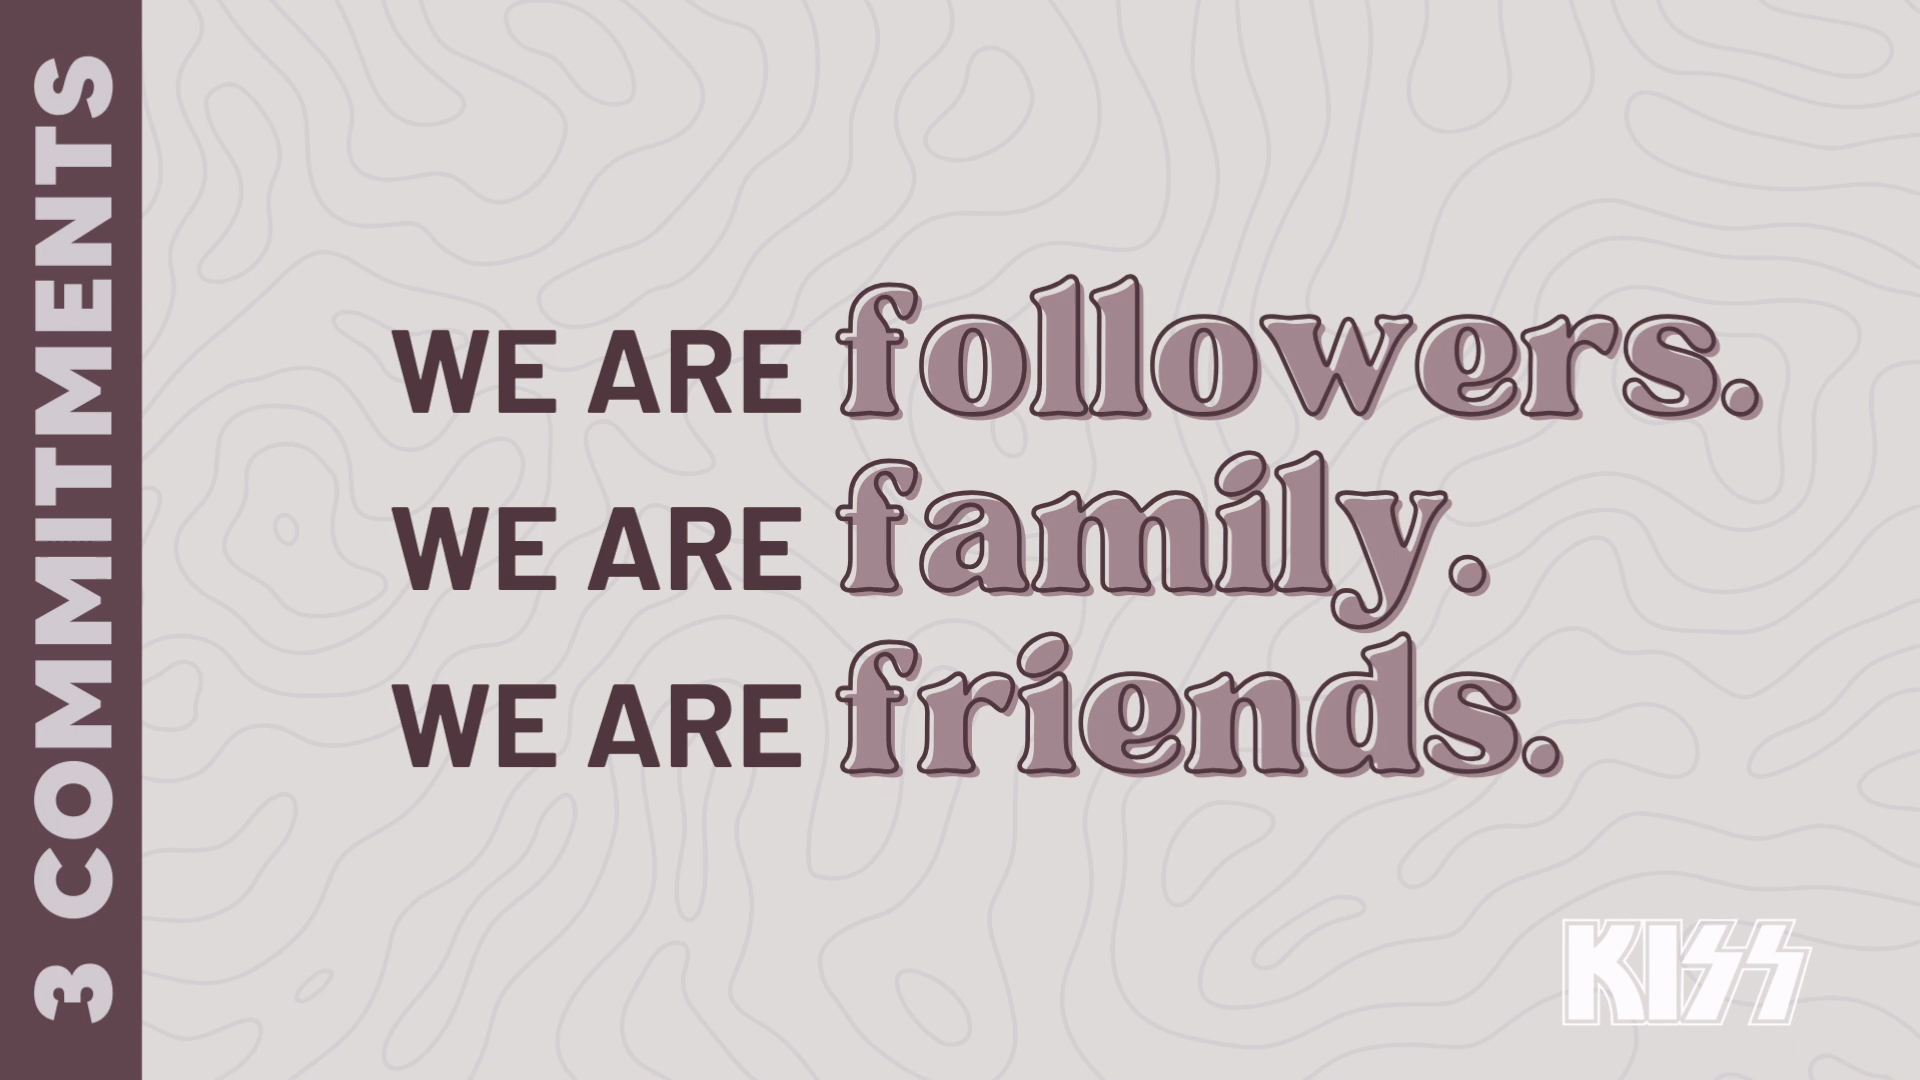 3 COMMITMENTS
WE ARE followers.
WE ARE family.
WE ARE friends.
KISS